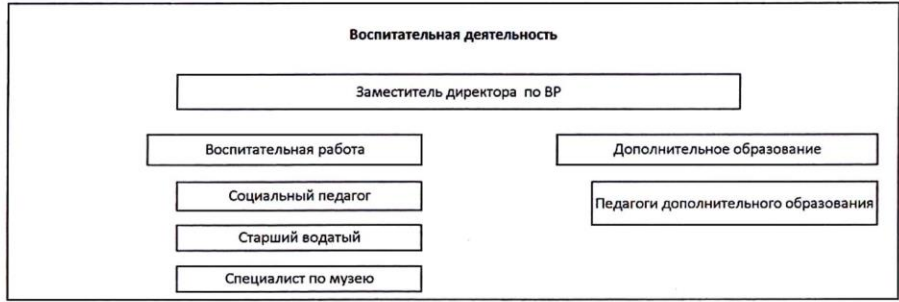 Воспитательная деятельность
Заместитель директора по ВР
Воспитательная работа
Дополнительное образование
Социальный педагог
Педагоги дополнительного образования
Старший водатый
Специалист по музею